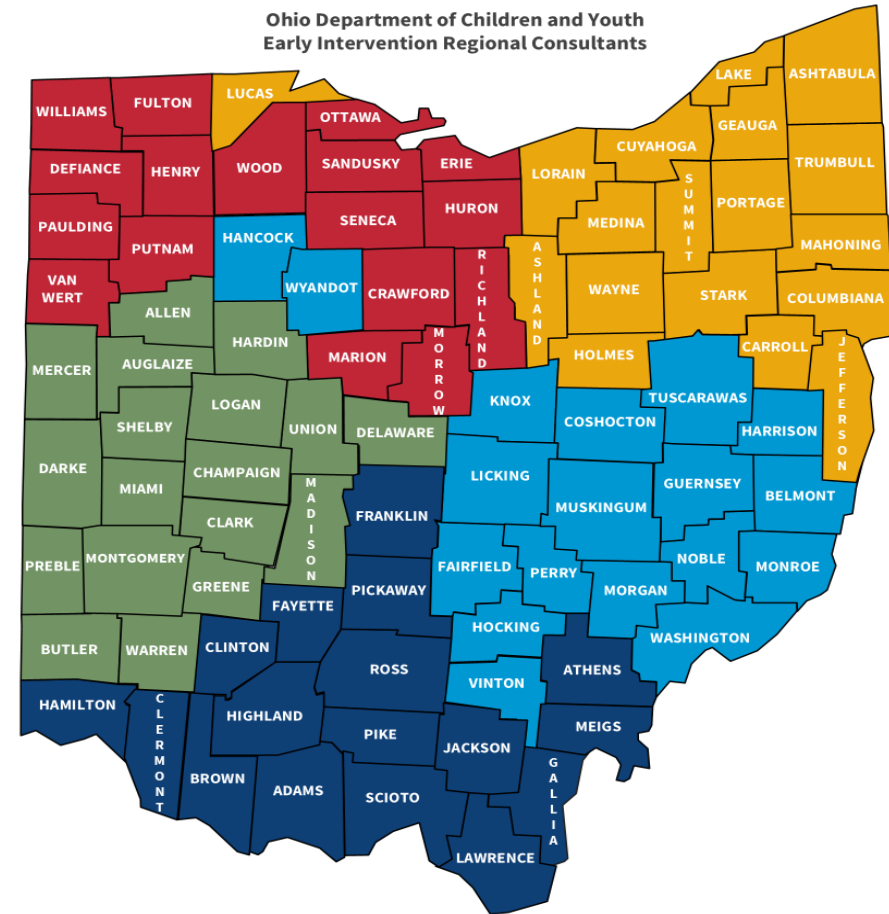 Ohio Department of Children and Youth
Early Intervention Regional Consultants
LAKE
ASHTABULA
WILLIAMS
FULTON
LUCAS
OTTAWA
GEAUGA
CUYAHOGA
DEFIANCE
HENRY
WOOD
SANDUSKY
ERIE
LORAIN
TRUMBULL
SUMMIT
PORTAGE
PAULDING
PUTNAM
HANCOCK
SENECA
HURON
MEDINA
MAHONING
VAN
WERT
WYANDOT
CRAWFORD
RICHLAND
ASHLAND
WAYNE
STARK
COLUMBIANA
ALLEN
HARDIN
MARION
MORROW
HOLMES
CARROLL
JEFFERSON
MERCER
AUGLAIZE
LOGAN
UNION
KNOX
TUSCARAWAS
COSHOCTON
HARRISON
SHELBY
DELAWARE
DARKE
MIAMI
CHAMPAIGN
MADISON
LICKING
GUERNSEY
BELMONT
MUSKINGUM
CLARK
FRANKLIN
PREBLE
MONTGOMERY
GREENE
FAIRFIELD
PERRY
NOBLE
MONROE
FAYETTE
PICKAWAY
MORGAN
BUTLER
WARREN
CLINTON
HOCKING
WASHINGTON
ROSS
ATHENS
VINTON
HAMILTON
CLERMONT
HIGHLAND
PIKE
JACKSON
MEIGS
BROWN
ADAMS
SCIOTO
GALLIA
LAWRENCE